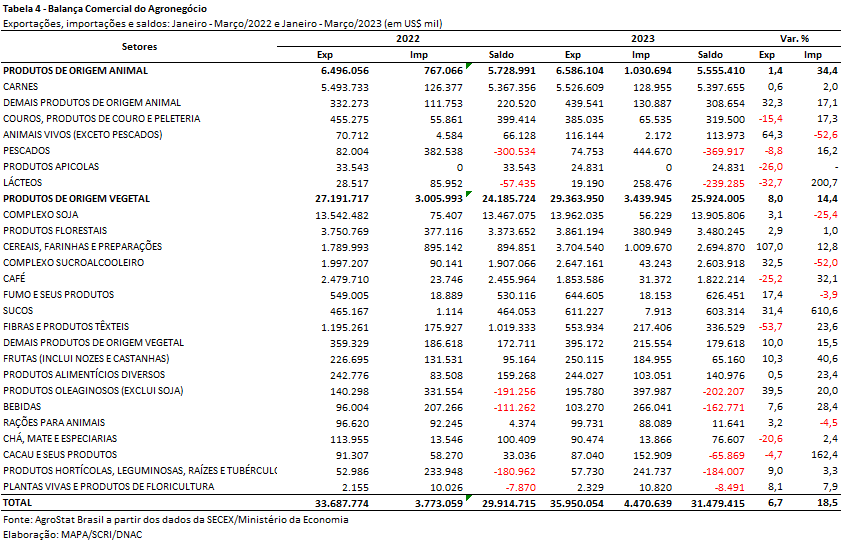 Tabela 4 - Balança Comercial do Agronegócio
Exportações, importações e saldos: Janeiro - Março/2022 e Janeiro - Março/2023 (em US$ mil)
Setores 2022 2023 Var. %
Exp Imp Saldo Exp Imp Saldo Exp Imp
PRODUTOS DE ORIGEM ANIMAL 6.496.056 767.066 5.728.991 6.586.104 1.030.694 5.555.410 1,4 34,4
CARNES 5.493.733 126.377 5.367.356 5.526.609 128.955 5.397.655 0,6 2,0
DEMAIS PRODUTOS DE ORIGEM ANIMAL 332.273 111.753 220.520 439.541 130.887 308.654 32,3 17,1
COUROS, PRODUTOS DE COURO E PELETERIA 455.275 55.861 399.414 385.035 65.535 319.500 -15,4 17,3
ANIMAIS VIVOS (EXCETO PESCADOS) 70.712 4.584 66.128 116.144 2.172 113.973 64,3 -52,6
PESCADOS 82.004 382.538 -300.534 74.753 444.670 -369.917 -8,8 16,2
PRODUTOS APICOLAS 33.543 0 33.543 24.831 0 24.831 -26,0 -
LÁCTEOS 28.517 85.952 -57.435 19.190 258.476 -239.285 -32,7 200,7
PRODUTOS DE ORIGEM VEGETAL 27.191.717 3.005.993 24.185.724 29.363.950 3.439.945 25.924.005 8,0 14,4
COMPLEXO SOJA 13.542.482 75.407 13.467.075 13.962.035 56.229 13.905.806 3,1 -25,4
PRODUTOS FLORESTAIS 3.750.769 377.116 3.373.652 3.861.194 380.949 3.480.245 2,9 1,0
CEREAIS, FARINHAS E PREPARAÇÕES 1.789.993 895.142 894.851 3.704.540 1.009.670 2.694.870 107,0 12,8
COMPLEXO SUCROALCOOLEIRO 1.997.207 90.141 1.907.066 2.647.161 43.243 2.603.918 32,5 -52,0
CAFÉ 2.479.710 23.746 2.455.964 1.853.586 31.372 1.822.214 -25,2 32,1
FUMO E SEUS PRODUTOS 549.005 18.889 530.116 644.605 18.153 626.451 17,4 -3,9
SUCOS 465.167 1.114 464.053 611.227 7.913 603.314 31,4 610,6
FIBRAS E PRODUTOS TÊXTEIS 1.195.261 175.927 1.019.333 553.934 217.406 336.529 -53,7 23,6
DEMAIS PRODUTOS DE ORIGEM VEGETAL 359.329 186.618 172.711 395.172 215.554 179.618 10,0 15,5
FRUTAS (INCLUI NOZES E CASTANHAS) 226.695 131.531 95.164 250.115 184.955 65.160 10,3 40,6
PRODUTOS ALIMENTÍCIOS DIVERSOS 242.776 83.508 159.268 244.027 103.051 140.976 0,5 23,4
PRODUTOS OLEAGINOSOS (EXCLUI SOJA) 140.298 331.554 -191.256 195.780 397.987 -202.207 39,5 20,0
BEBIDAS 96.004 207.266 -111.262 103.270 266.041 -162.771 7,6 28,4
RAÇÕES PARA ANIMAIS 96.620 92.245 4.374 99.731 88.089 11.641 3,2 -4,5
CHÁ, MATE E ESPECIARIAS 113.955 13.546 100.409 90.474 13.866 76.607 -20,6 2,4
CACAU E SEUS PRODUTOS 91.307 58.270 33.036 87.040 152.909 -65.869 -4,7 162,4
PRODUTOS HORTÍCOLAS, LEGUMINOSAS, RAÍZES E TUBÉRCUL 52.986 233.948 -180.962 57.730 241.737 -184.007 9,0 3,3
PLANTAS VIVAS E PRODUTOS DE FLORICULTURA 2.155 10.026 -7.870 2.329 10.820 -8.491 8,1 7,9
TOTAL 33.687.774 3.773.059 29.914.715 35.950.054 4.470.639 31.479.415 6,7 18,5
Fonte: AgroStat Brasil a partir dos dados da SECEX/Ministério da Economia
Elaboração: MAPA/SCRI/DNAC